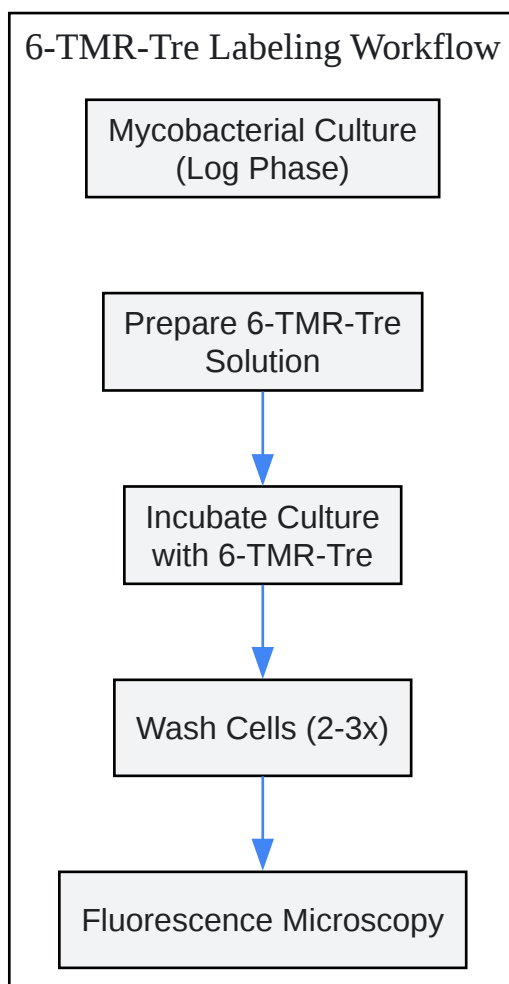 6-TMR-Tre Labeling Workflow
Mycobacterial Culture
(Log Phase)
Prepare 6-TMR-Tre
Solution
Incubate Culture
with 6-TMR-Tre
Wash Cells (2-3x)
Fluorescence Microscopy